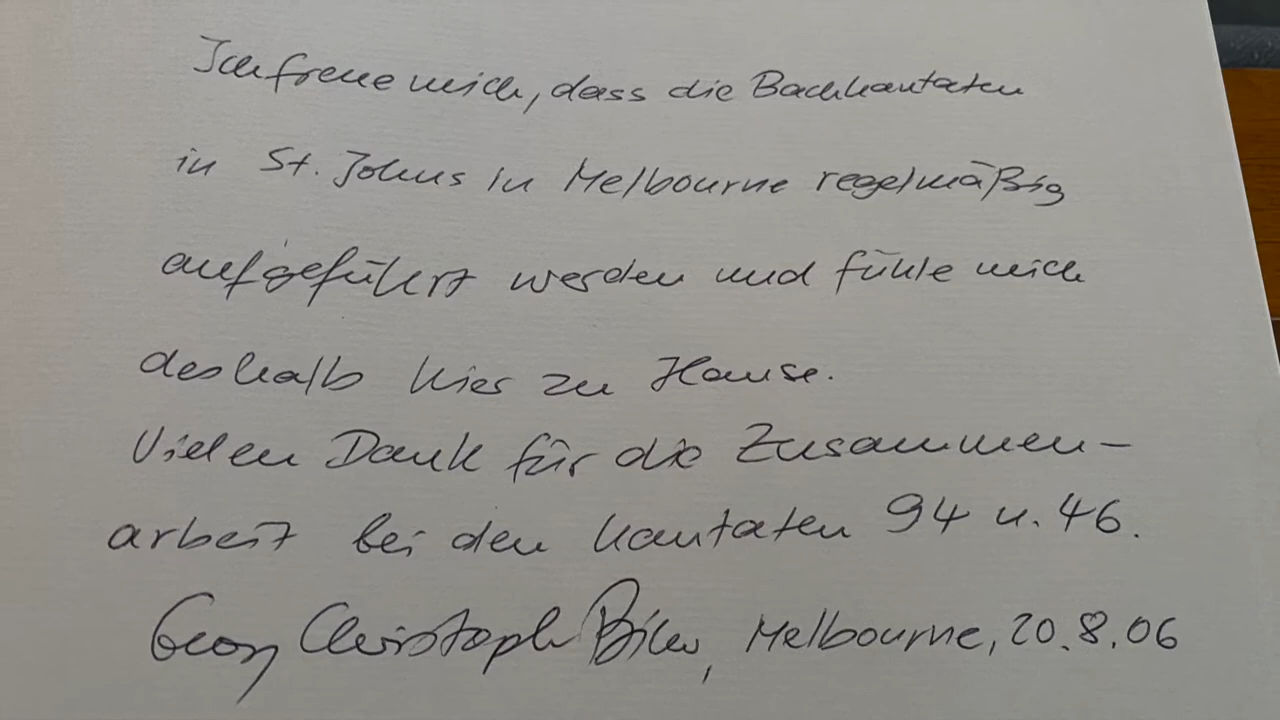 Ich freue mich, dass die Bachkantaten
in St. Johns in Melbourne regelmäßig
aufgeführt werden und fühle mich
deshalb hier zu Hause.
Vielen Dank für die Zusammen-
arbeit bei den Kantaten 94 u. 46.
Georg Christoph Biller, Melbourne, 20.8.06